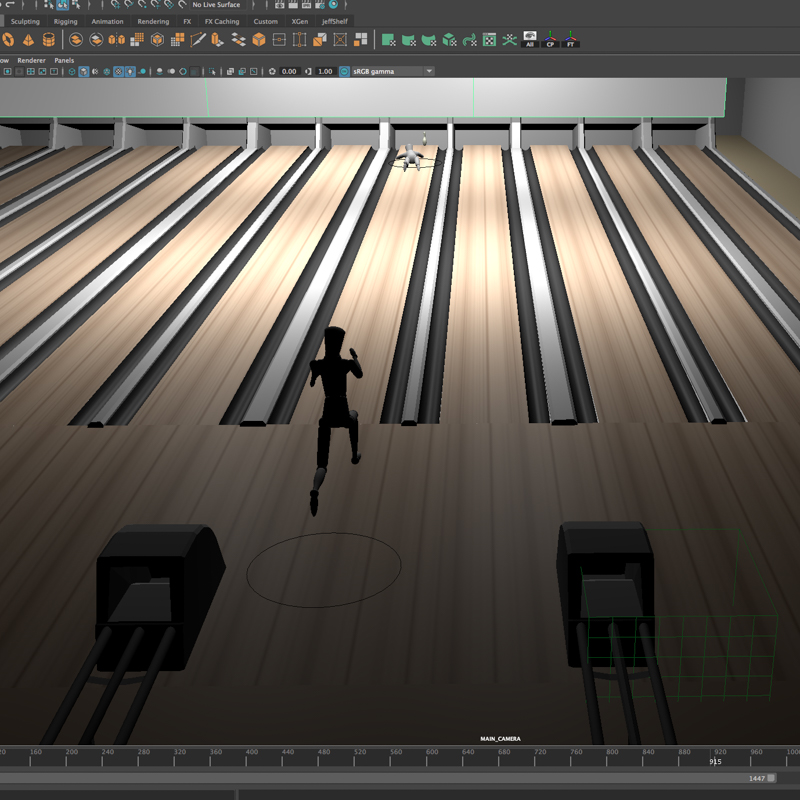 No Live Surface
Sculpting Rigging Animation Rendering FX FX Caching Custom XGen JeffShelf
All CP FT
ow Renderer Panels
0.00 1.00 sRGB gamma
MAIN_CAMERA
20 160 200 240 280 320 360 400 440 480 520 560 600 640 680 720 760 800 840 880 920 960 1000
915
1447